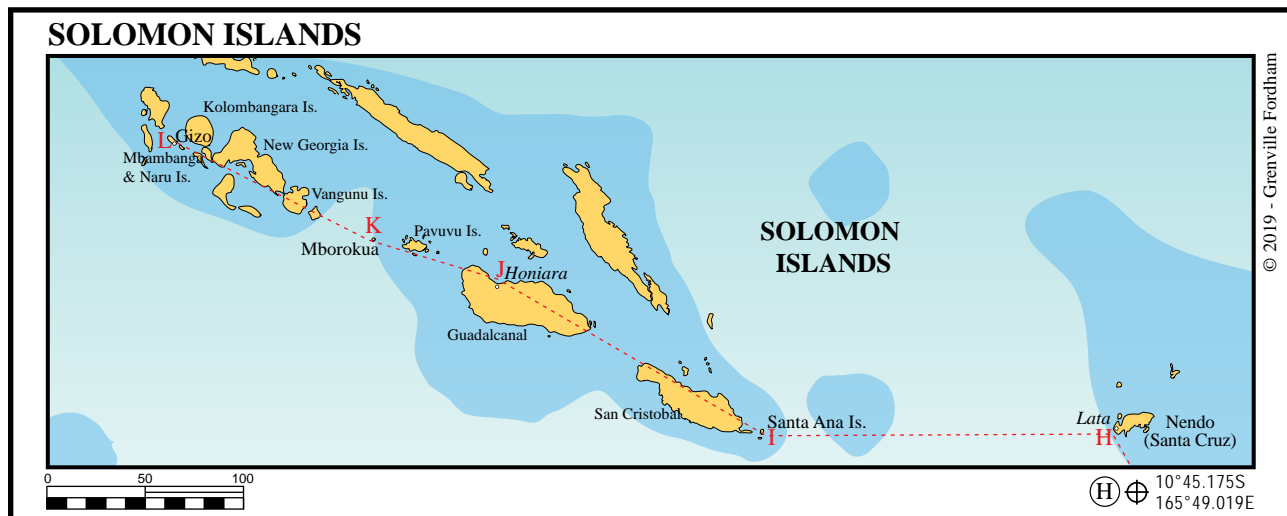 SOLOMON ISLANDS
© 2019 - Grenville Fordham
Kolombangara Is.
L
Gizo
New Georgia Is.
Mbambanga
& Naru Is.
Vangunu Is.
K
Pavuvu Is.
Mborokua
SOLOMON
ISLANDS
J
Honiara
Guadalcanal
San Cristobal
Santa Ana Is.
I
Lata
H
Nendo
(Santa Cruz)
0 50 100
H 10°45.175S
165°49.019E